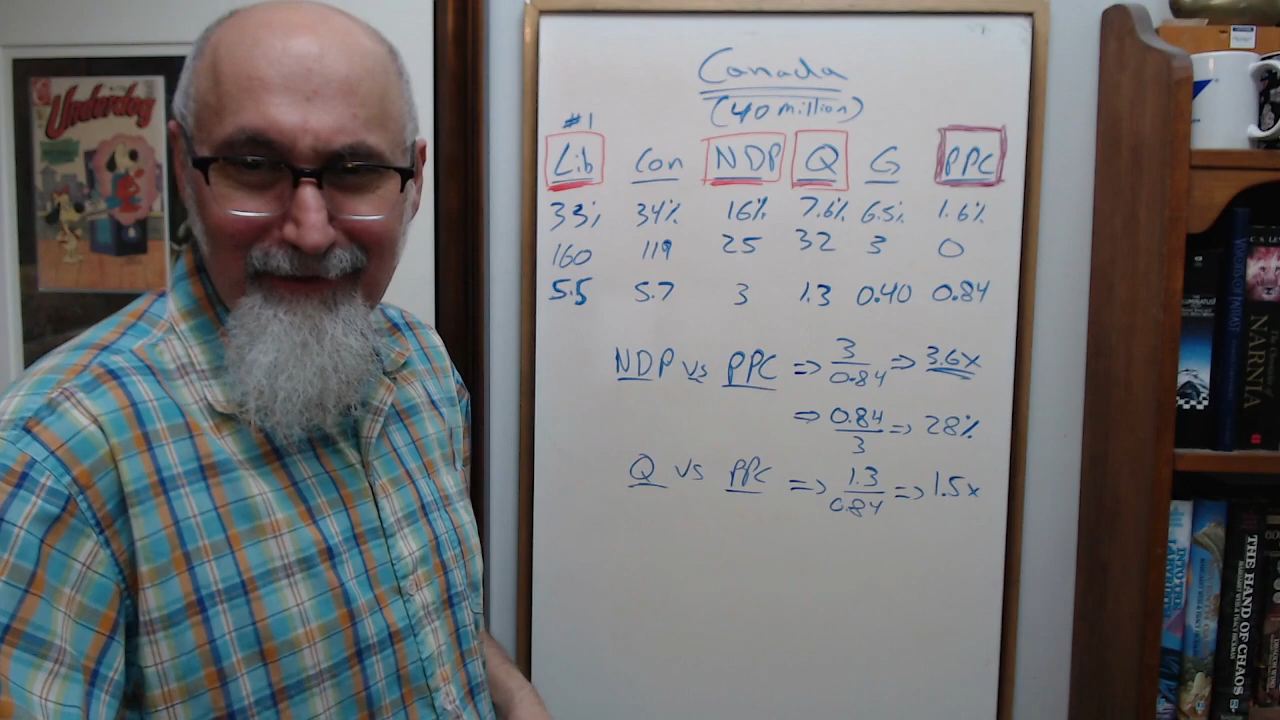 Underdog
Canada
(40 million)
#1
Lib Con NDP Q G PPC
33% 34% 16% 7.6% 6.5% 1.6%
160 119 25 32 3 0
5.5 5.7 3 1.3 0.40 0.84
NDP vs PPC => 3/0.84 => 3.6x
=> 0.84/3 => 28%
Q vs PPC => 1.3/0.84 => 1.5x
NARNIA
THE HAND OF CHAOS